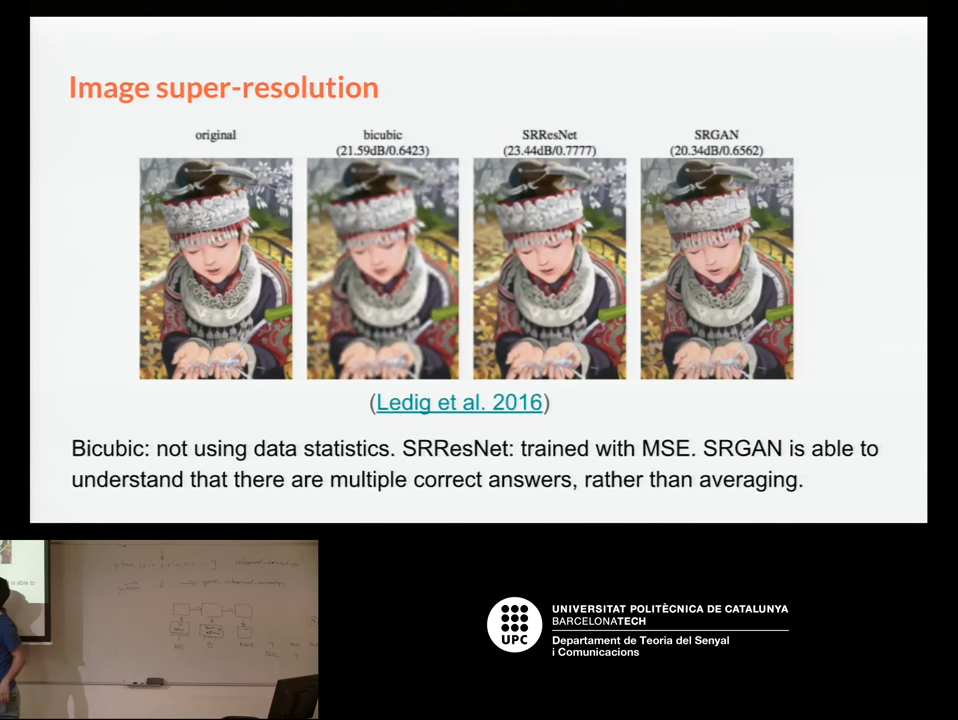 Image super-resolution
original
bicubic
(21.59dB/0.6423)
SRResNet
(23.44dB/0.7777)
SRGAN
(20.34dB/0.6562)
(Ledig et al. 2016)
Bicubic: not using data statistics. SRResNet: trained with MSE. SRGAN is able to
understand that there are multiple correct answers, rather than averaging.
is able to
UPC
UNIVERSITAT POLITÈCNICA DE CATALUNYA
BARCELONATECH
Departament de Teoria del Senyal
i Comunicacions